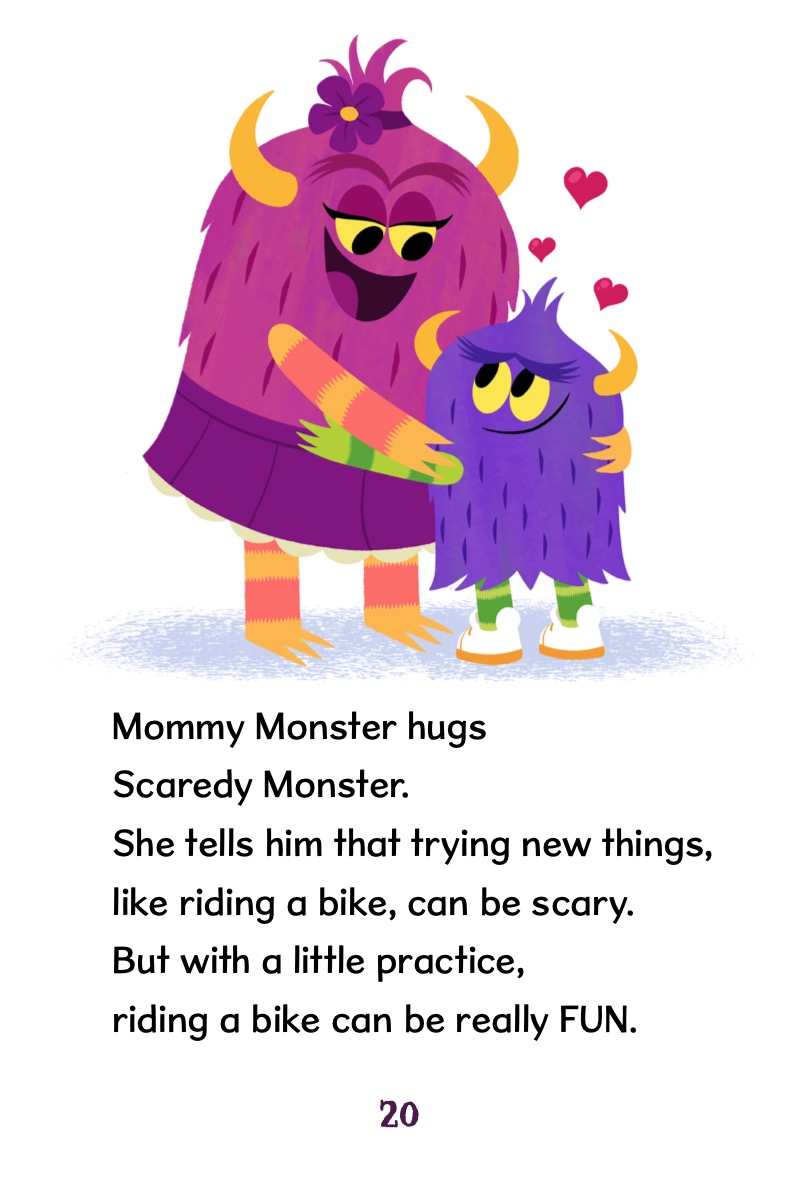 Mommy Monster hugs
Scaredy Monster.
She tells him that trying new things,
like riding a bike, can be scary.
But with a little practice,
riding a bike can be really FUN.
20